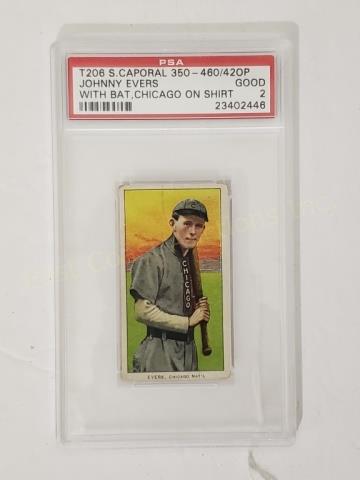 PSA
T206 S.CAPORAL 350-460/42OP
JOHNNY EVERS GOOD
WITH BAT,CHICAGO ON SHIRT 2
23402446
C
CHICAGO
EVERS, CHICAGO NAT'L